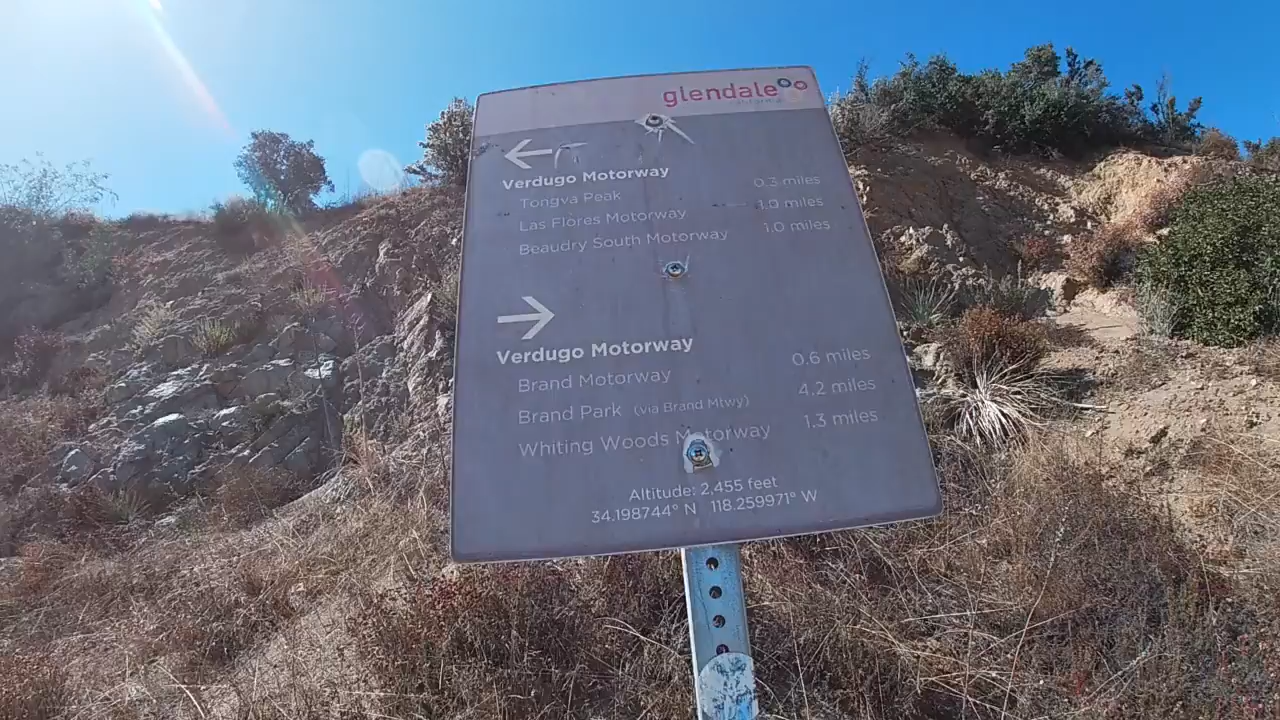 glendale
california
Verdugo Motorway
Tongva Peak 0.3 miles
Las Flores Motorway 1.0 miles
Beaudry South Motorway 1.0 miles
Verdugo Motorway
Brand Motorway 0.6 miles
Brand Park (via Brand Mtwy) 4.2 miles
Whiting Woods Motorway 1.3 miles
Altitude: 2,455 feet
34.198744° N 118.259971° W